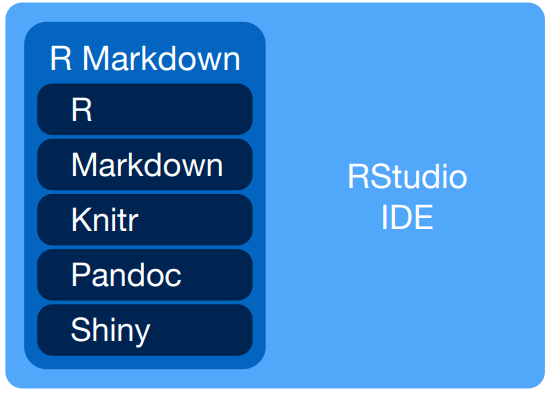 R Markdown
R
Markdown
Knitr
Pandoc
Shiny
RStudio
IDE